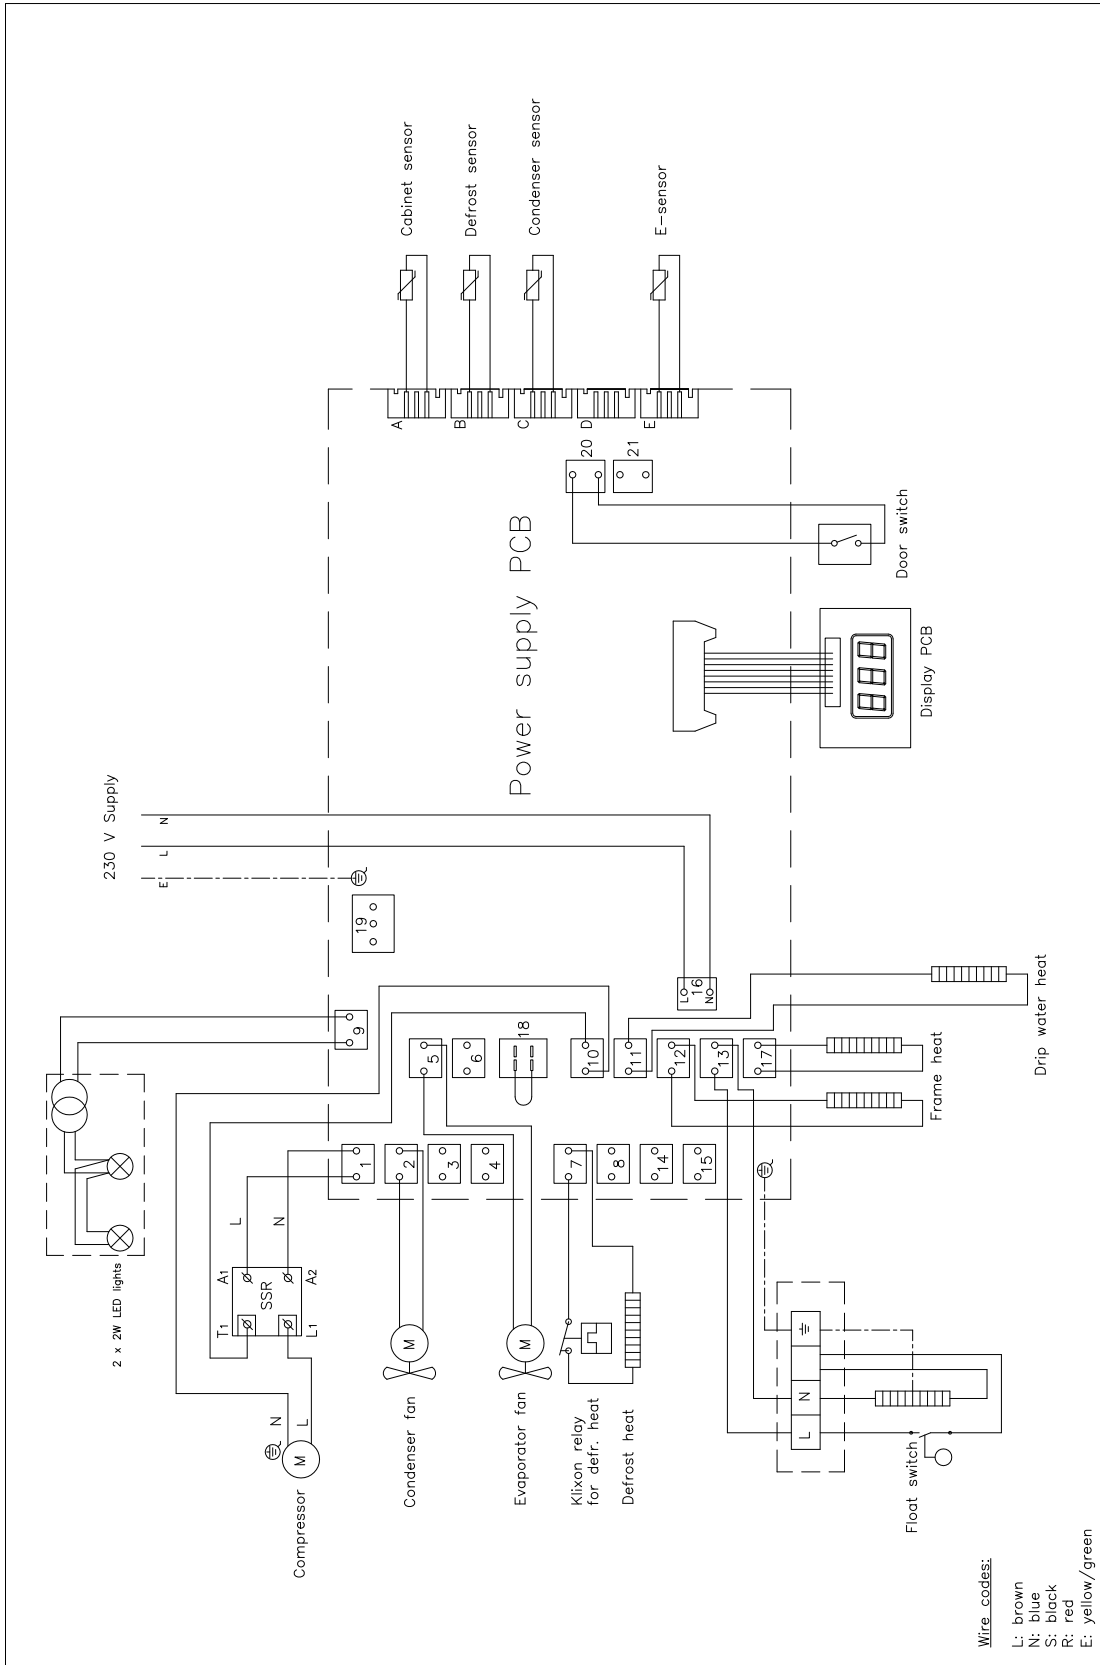 Cabinet sensor
Defrost sensor
Condenser sensor
E-sensor
A
B
C
D
E
20
21
Door switch
Power supply PCB
Display PCB
230 V Supply
E
L
N
19
L
16
N
9
5
6
18
10
11
12
13
17
Drip water heat
Frame heat
1
2
3
4
7
8
14
15
2 x 2W LED lights
L
N
A1
A2
SSR
T1
L1
N
L
M
Compressor
M
Condenser fan
M
Evaporator fan
Klixon relay
for defr. heat
Defrost heat
L
N
Float switch
Wire codes:
L: brown
N: blue
S: black
R: red
E: yellow/green